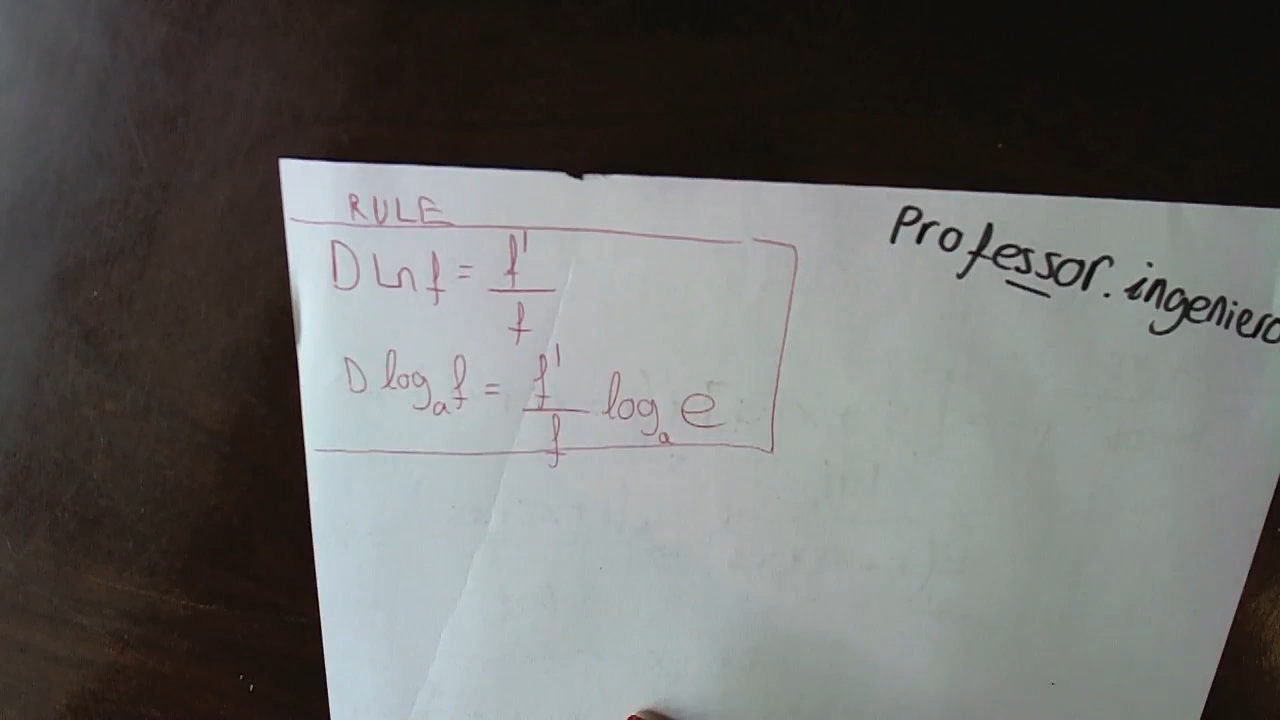 RULE
D ln f = f'/f
D log_a f = f'/f log_a e
Professor.ingeniero